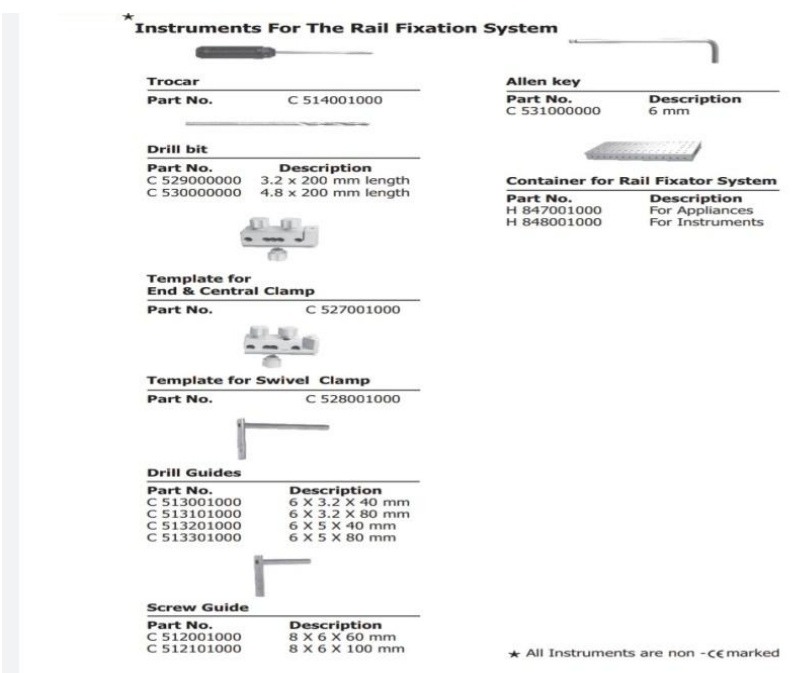 ★Instruments For The Rail Fixation System
Trocar
Part No. C 514001000
Drill bit
Part No. Description
C 529000000 3.2 x 200 mm length
C 530000000 4.8 x 200 mm length
Template for
End & Central Clamp
Part No. C 527001000
Template for Swivel Clamp
Part No. C 528001000
Drill Guides
Part No. Description
C 513001000 6 X 3.2 X 40 mm
C 513101000 6 X 3.2 X 80 mm
C 513201000 6 X 5 X 40 mm
C 513301000 6 X 5 X 80 mm
Screw Guide
Part No. Description
C 512001000 8 X 6 X 60 mm
C 512101000 8 X 6 X 100 mm
Allen key
Part No. Description
C 531000000 6 mm
Container for Rail Fixator System
Part No. Description
H 847001000 For Appliances
H 848001000 For Instruments
★ All Instruments are non -CE marked